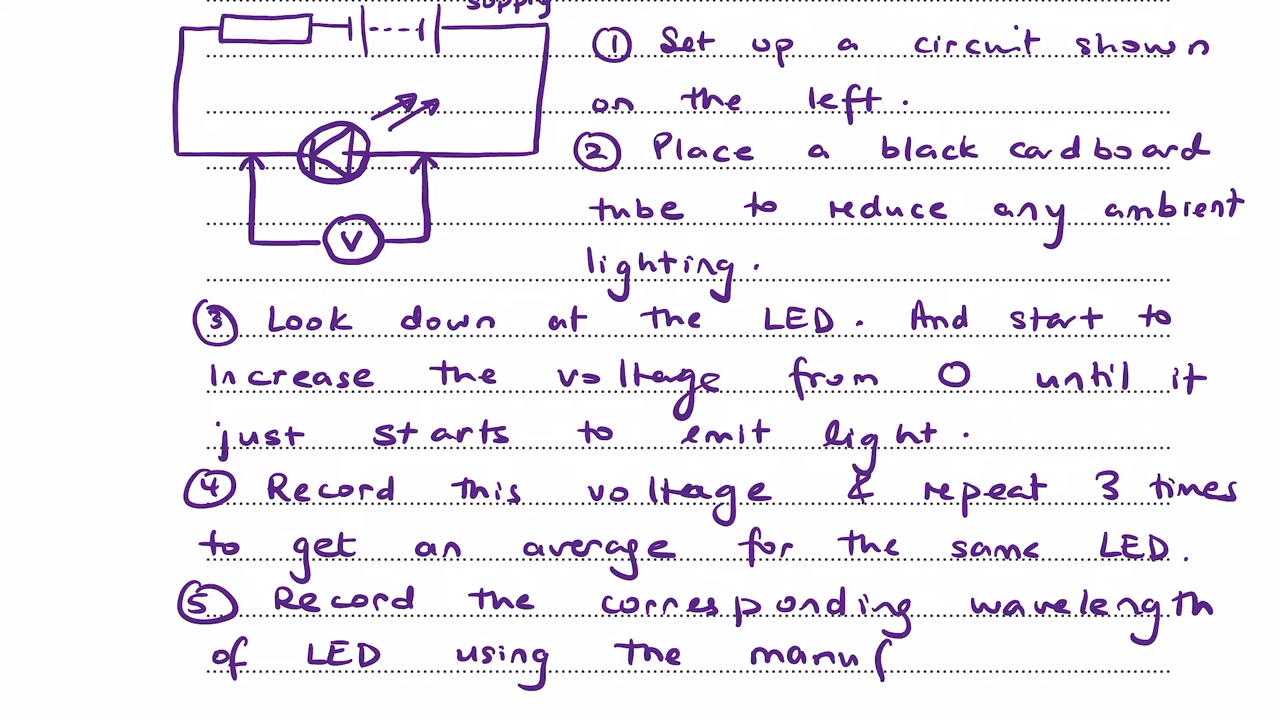 supply
① Set up a circuit shown
on the left.
② Place a black cardboard
tube to reduce any ambient
lighting.
V
③ Look down at the LED. And start to
increase the voltage from 0 until it
just starts to emit light.
④ Record this voltage & repeat 3 times
to get an average for the same LED.
⑤ Record the corresponding wavelength
of LED using the manu(